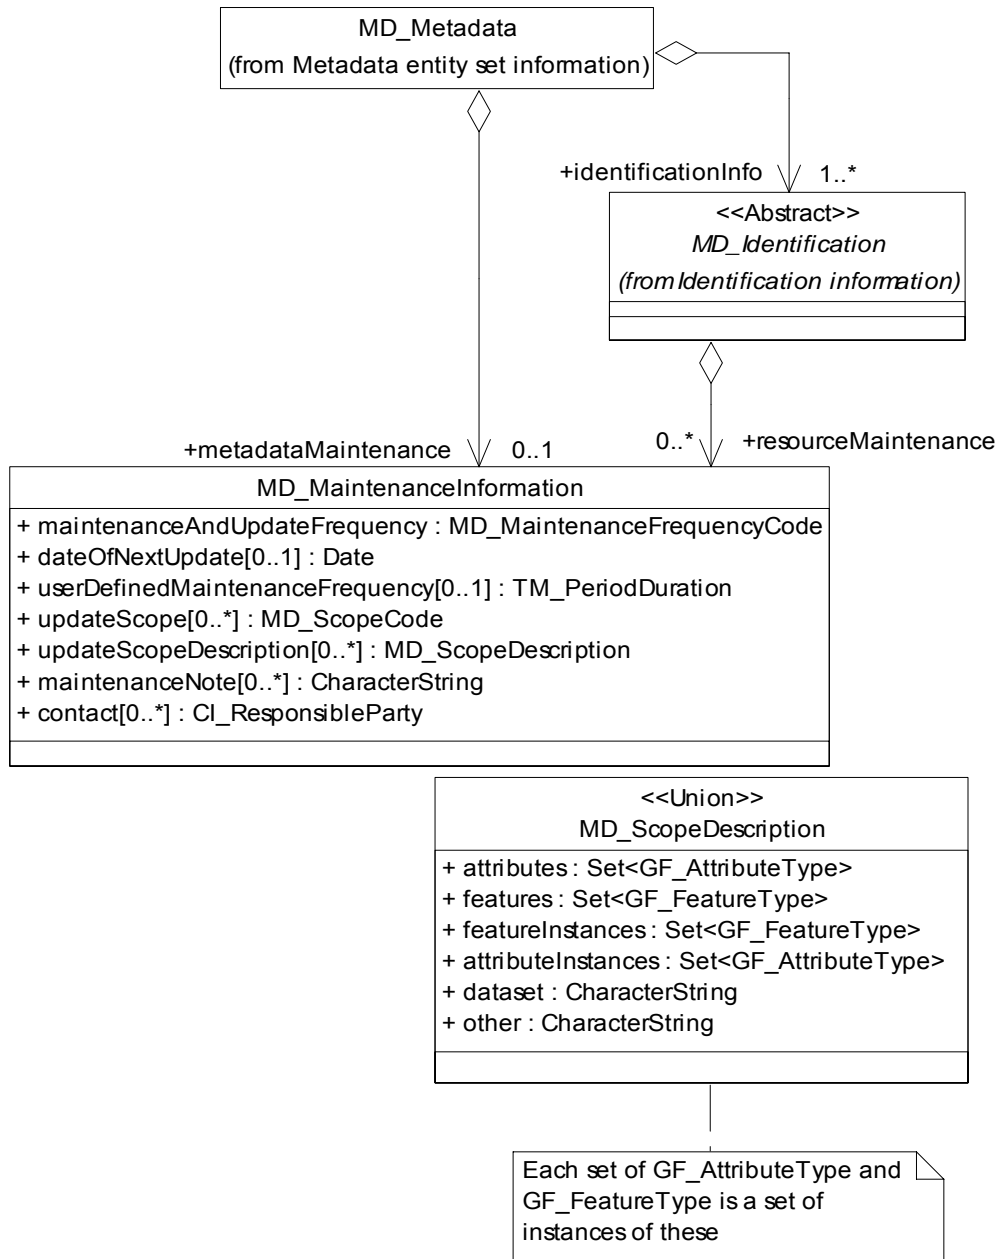 MD_Metadata
(from Metadata entity set information)
+identificationInfo 1..*
<<Abstract>>
MD_Identification
(from Identification information)
+metadataMaintenance 0..1
0..* +resourceMaintenance
MD_MaintenanceInformation
+ maintenanceAndUpdateFrequency : MD_MaintenanceFrequencyCode
+ dateOfNextUpdate[0..1] : Date
+ userDefinedMaintenanceFrequency[0..1] : TM_PeriodDuration
+ updateScope[0..*] : MD_ScopeCode
+ updateScopeDescription[0..*] : MD_ScopeDescription
+ maintenanceNote[0..*] : CharacterString
+ contact[0..*] : CI_ResponsibleParty
<<Union>>
MD_ScopeDescription
+ attributes : Set<GF_AttributeType>
+ features : Set<GF_FeatureType>
+ featureInstances : Set<GF_FeatureType>
+ attributeInstances : Set<GF_AttributeType>
+ dataset : CharacterString
+ other : CharacterString
Each set of GF_AttributeType and
GF_FeatureType is a set of
instances of these